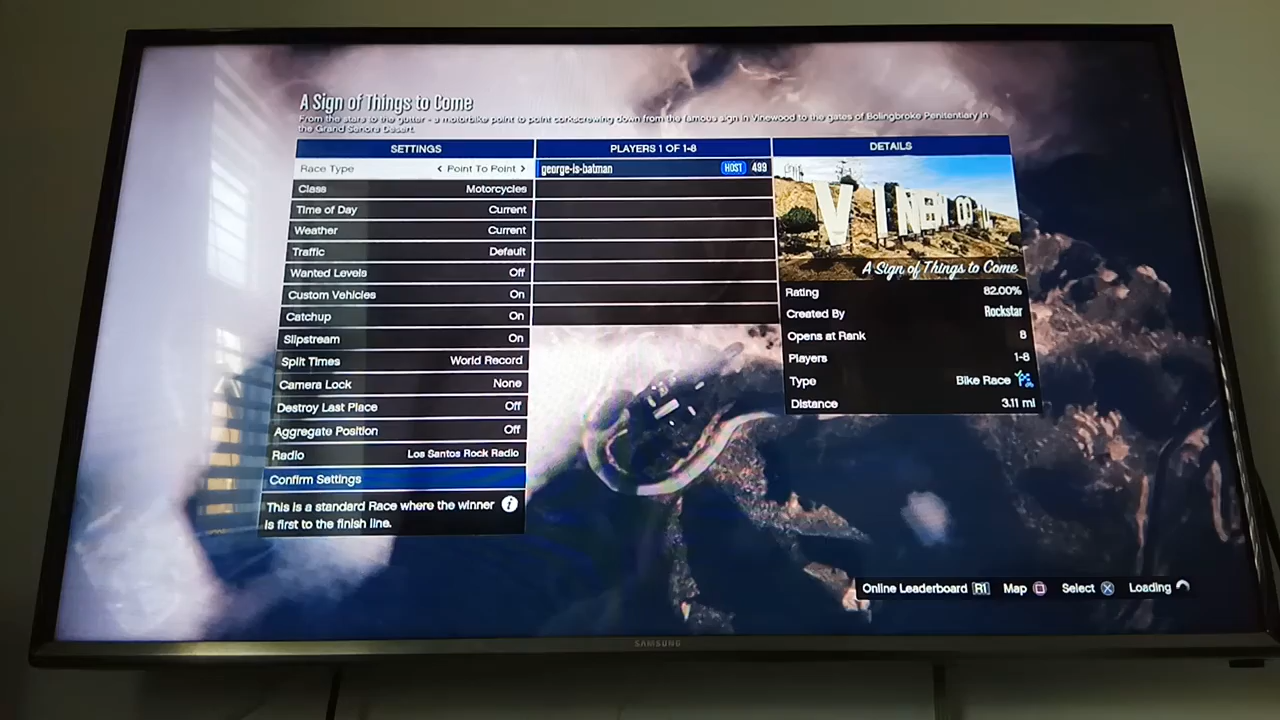 A Sign of Things to Come
From the stars to the gutter - a motorbike point to point corkscrewing down from the famous sign in Vinewood to the gates of Bolingbroke Penitentiary in
the Grand Senora Desert.
SETTINGS
Race Type < Point To Point >
Class Motorcycles
Time of Day Current
Weather Current
Traffic Default
Wanted Levels Off
Custom Vehicles On
Catchup On
Slipstream On
Split Times World Record
Camera Lock None
Destroy Last Place Off
Aggregate Position Off
Radio Los Santos Rock Radio
Confirm Settings
This is a standard Race where the winner
is first to the finish line.
PLAYERS 1 OF 1-8
george-is-batman HOST 499
DETAILS
VINEWOOD
A Sign of Things to Come
Rating 82.00%
Created By Rockstar
Opens at Rank 8
Players 1-8
Type Bike Race
Distance 3.11 mi
Online Leaderboard R1 Map Select Loading
SAMSUNG